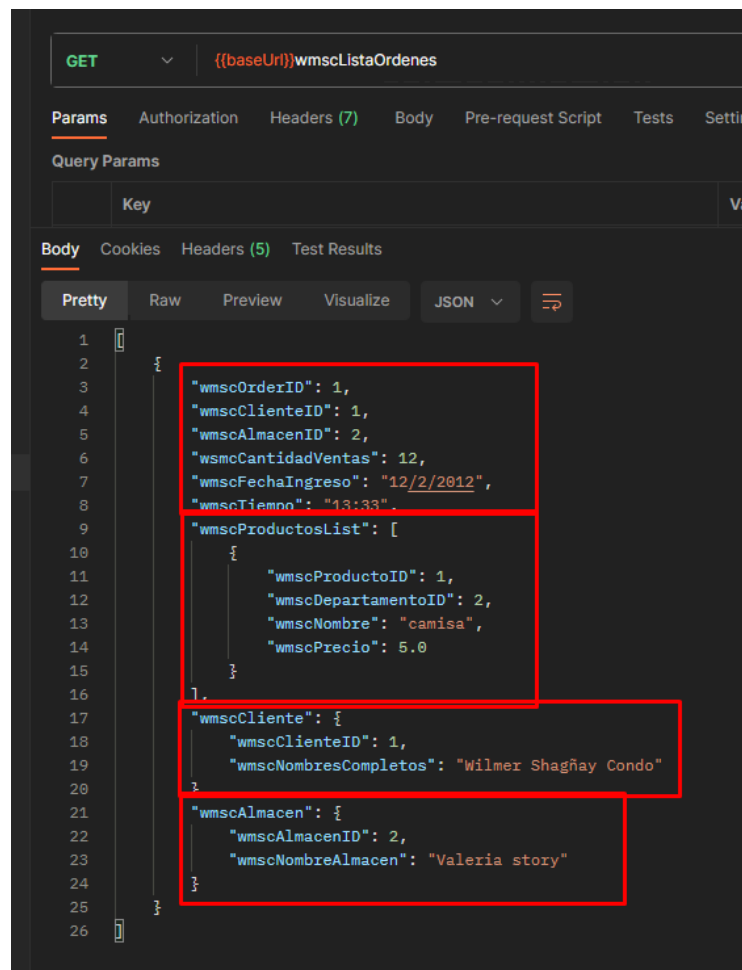 GET {{baseUrl}}wmscListaOrdenes
Params Authorization Headers (7) Body Pre-request Script Tests
Query Params
Key
Body Cookies Headers (5) Test Results
Pretty Raw Preview Visualize JSON
1 [
2 {
3 "wmscOrderID": 1,
4 "wmscClienteID": 1,
5 "wmscAlmacenID": 2,
6 "wsmcCantidadVentas": 12,
7 "wmscFechaIngreso": "12/2/2012",
8 "wmscTiempo": "13:33",
9 "wmscProductosList": [
10 {
11 "wmscProductoID": 1,
12 "wmscDepartamentoID": 2,
13 "wmscNombre": "camisa",
14 "wmscPrecio": 5.0
15 }
16 ],
17 "wmscCliente": {
18 "wmscClienteID": 1,
19 "wmscNombresCompletos": "Wilmer Shagñay Condo"
20 }
21 "wmscAlmacen": {
22 "wmscAlmacenID": 2,
23 "wmscNombreAlmacen": "Valeria story"
24 }
25 }
26 ]